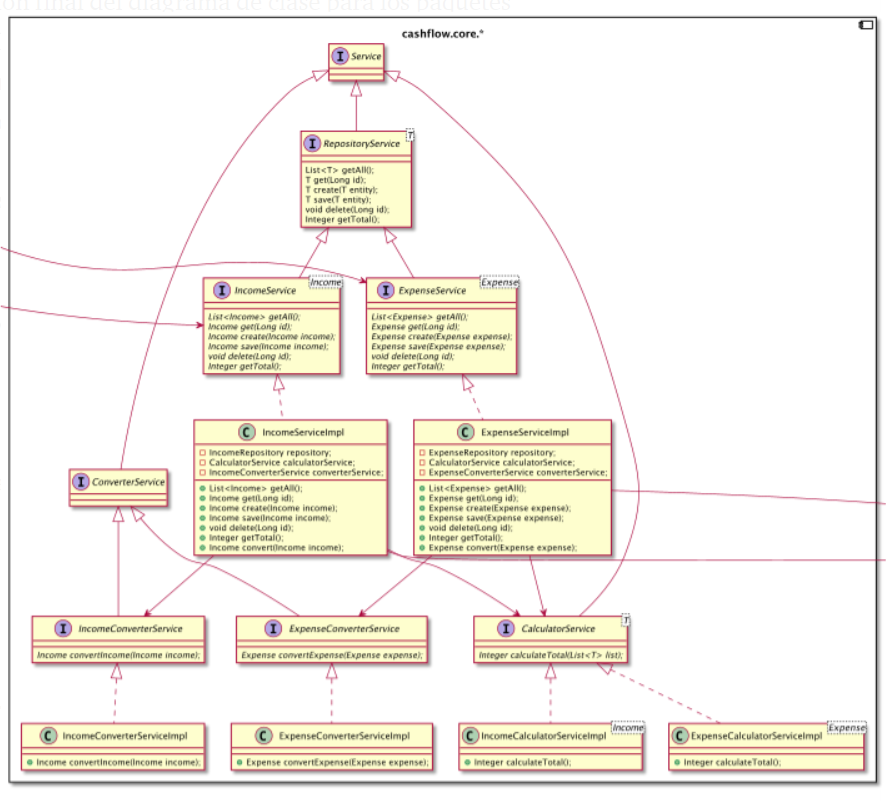 ón final del diagrama de clase para los paquetes
cashflow.core.*
I Service
I RepositoryService T
List<T> getAll();
T get(Long id);
T create(T entity);
T save(T entity);
void delete(Long id);
Integer getTotal();
I IncomeService Income
List<Income> getAll();
Income get(Long id);
Income create(Income income);
Income save(Income income);
void delete(Long id);
Integer getTotal();
I ExpenseService Expense
List<Expense> getAll();
Expense get(Long id);
Expense create(Expense expense);
Expense save(Expense expense);
void delete(Long id);
Integer getTotal();
C IncomeServiceImpl
IncomeRepository repository;
CalculatorService calculatorService;
IncomeConverterService converterService;
List<Income> getAll();
Income get(Long id);
Income create(Income income);
Income save(Income income);
void delete(Long id);
Integer getTotal();
Income convert(Income income);
C ExpenseServiceImpl
ExpenseRepository repository;
CalculatorService calculatorService;
ExpenseConverterService converterService;
List<Expense> getAll();
Expense get(Long id);
Expense create(Expense expense);
Expense save(Expense expense);
void delete(Long id);
Integer getTotal();
Expense convert(Expense expense);
I ConverterService
I IncomeConverterService
Income convertIncome(Income income);
I ExpenseConverterService
Expense convertExpense(Expense expense);
I CalculatorService T
Integer calculateTotal(List<T> list);
C IncomeConverterServiceImpl
Income convertIncome(Income income);
C ExpenseConverterServiceImpl
Expense convertExpense(Expense expense);
C IncomeCalculatorServiceImpl Income
Integer calculateTotal();
C ExpenseCalculatorServiceImpl Expense
Integer calculateTotal();